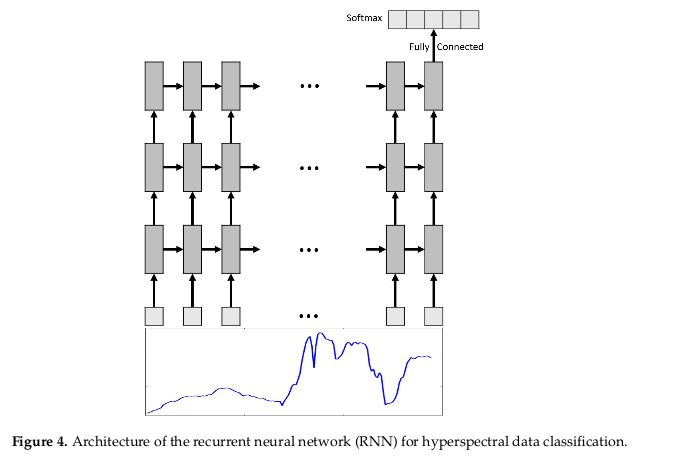 Softmax
Fully Connected
Figure 4. Architecture of the recurrent neural network (RNN) for hyperspectral data classification.